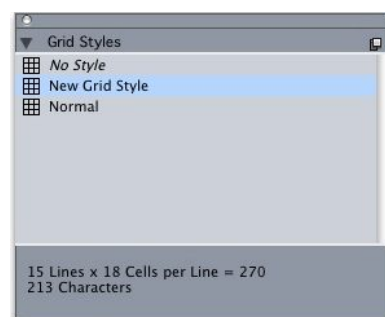 Grid Styles
No Style
New Grid Style
Normal
15 Lines x 18 Cells per Line = 270
213 Characters